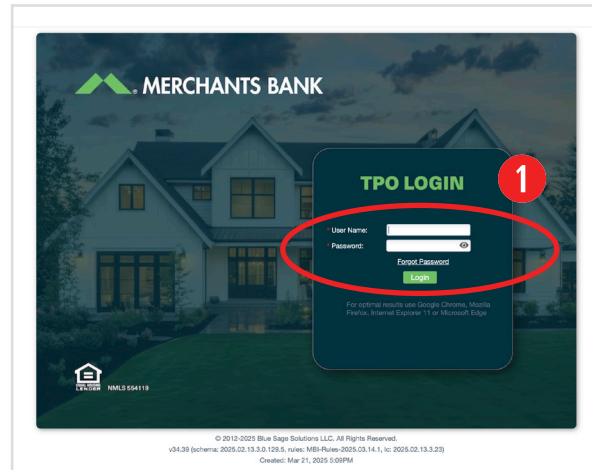 MERCHANTS BANK
TPO LOGIN
1
* User Name:
* Password:
Forgot Password
Login
For optimal results use Google Chrome, Mozilla
Firefox, Internet Explorer 11 or Microsoft Edge
EQUAL HOUSING
LENDER
NMLS 554119
© 2012-2025 Blue Sage Solutions LLC. All Rights Reserved.
v34.39 (schema: 2025.02.13.3.0.129.5, rules: MBI-Rules-2025.03.14.1, lc: 2025.02.13.3.23)
Created: Mar 21, 2025 5:09PM